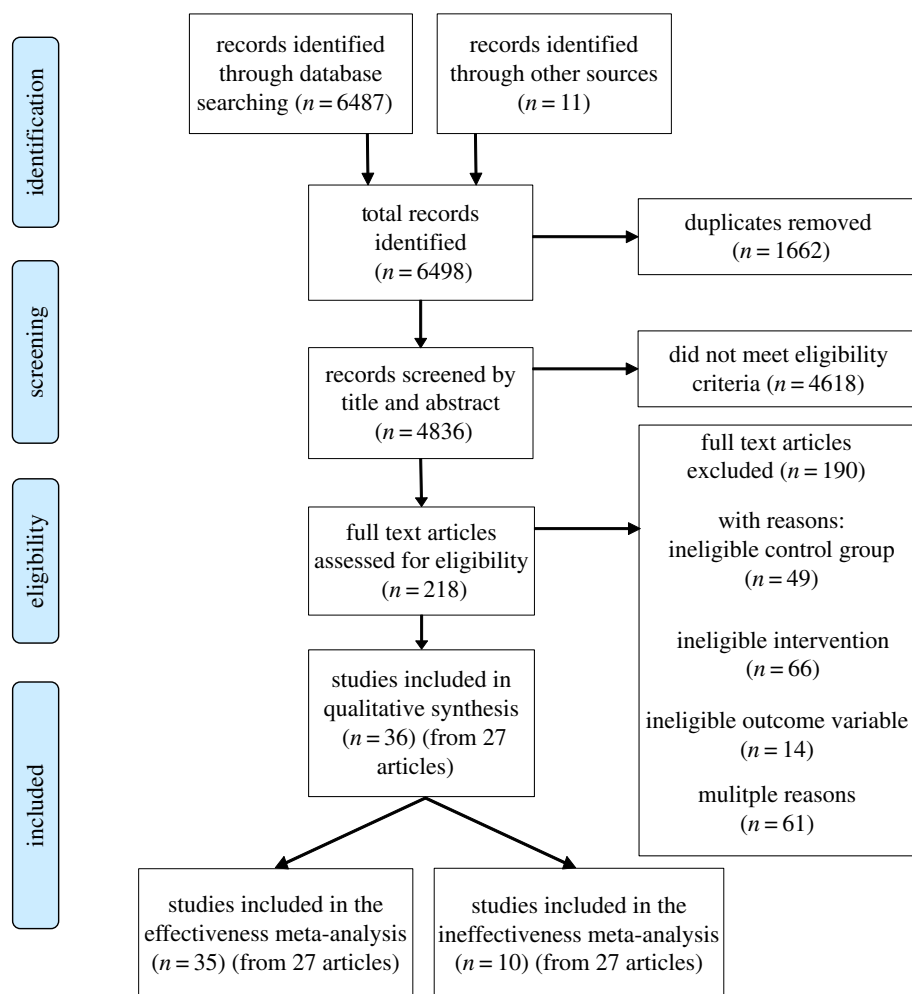 identification
records identified
through database
searching (n = 6487)
records identified
through other sources
(n = 11)
total records
identified
(n = 6498)
duplicates removed
(n = 1662)
screening
records screened by
title and abstract
(n = 4836)
did not meet eligibility
criteria (n = 4618)
eligibility
full text articles
assessed for eligibility
(n = 218)
full text articles
excluded (n = 190)
with reasons:
ineligible control group
(n = 49)
ineligible intervention
(n = 66)
ineligible outcome variable
(n = 14)
mulitple reasons
(n = 61)
included
studies included in
qualitative synthesis
(n = 36) (from 27
articles)
studies included in the
effectiveness meta-analysis
(n = 35) (from 27 articles)
studies included in the
ineffectiveness meta-analysis
(n = 10) (from 27 articles)